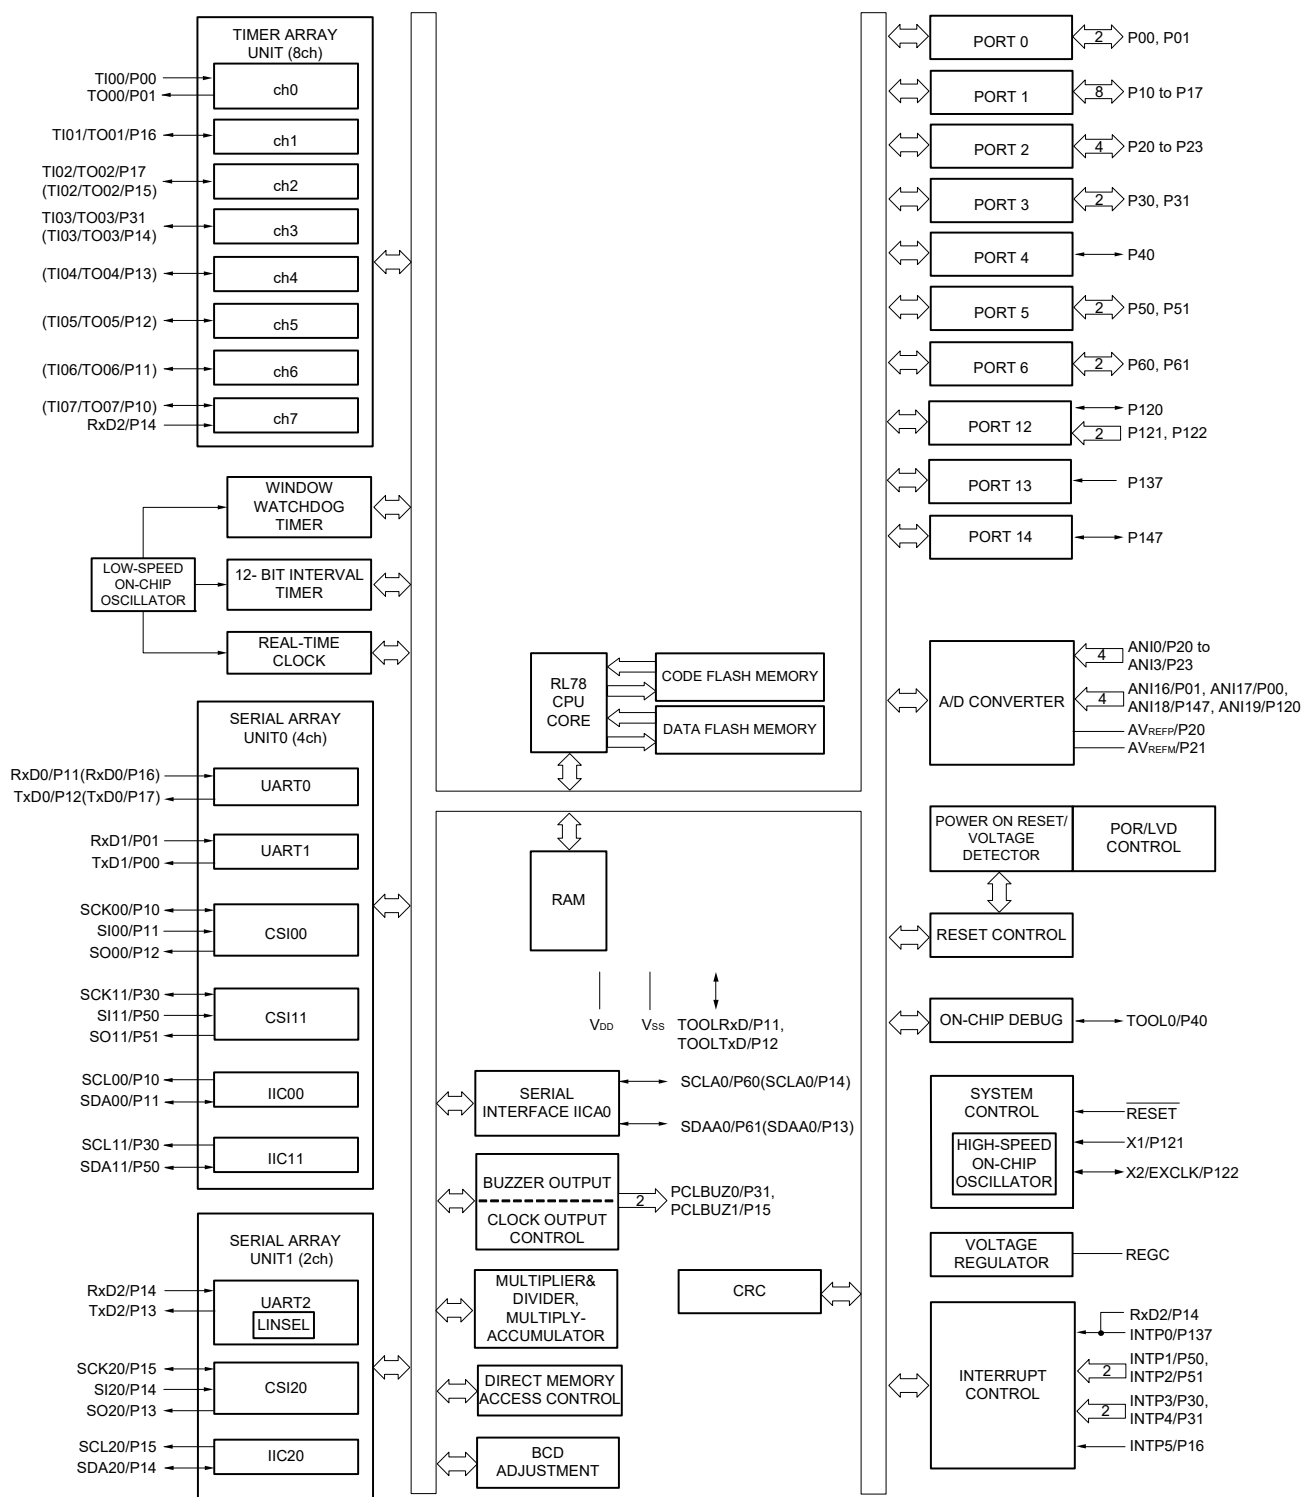 TIMER ARRAY
UNIT (8ch)
TI00/P00
TO00/P01
ch0
TI01/TO01/P16
ch1
TI02/TO02/P17
(TI02/TO02/P15)
ch2
TI03/TO03/P31
(TI03/TO03/P14)
ch3
(TI04/TO04/P13)
ch4
(TI05/TO05/P12)
ch5
(TI06/TO06/P11)
ch6
(TI07/TO07/P10)
RxD2/P14
ch7
WINDOW
WATCHDOG
TIMER
LOW-SPEED
ON-CHIP
OSCILLATOR
12- BIT INTERVAL
TIMER
REAL-TIME
CLOCK
SERIAL ARRAY
UNIT0 (4ch)
RxD0/P11(RxD0/P16)
TxD0/P12(TxD0/P17)
UART0
RxD1/P01
TxD1/P00
UART1
SCK00/P10
SI00/P11
SO00/P12
CSI00
SCK11/P30
SI11/P50
SO11/P51
CSI11
SCL00/P10
SDA00/P11
IIC00
SCL11/P30
SDA11/P50
IIC11
SERIAL ARRAY
UNIT1 (2ch)
RxD2/P14
TxD2/P13
UART2
LINSEL
SCK20/P15
SI20/P14
SO20/P13
CSI20
SCL20/P15
SDA20/P14
IIC20
RL78
CPU
CORE
CODE FLASH MEMORY
DATA FLASH MEMORY
RAM
VDD
VSS
TOOLRxD/P11,
TOOLTxD/P12
SERIAL
INTERFACE IICA0
SCLA0/P60(SCLA0/P14)
SDAA0/P61(SDAA0/P13)
BUZZER OUTPUT
CLOCK OUTPUT
CONTROL
2
PCLBUZ0/P31,
PCLBUZ1/P15
MULTIPLIER&
DIVIDER,
MULTIPLY-
ACCUMULATOR
DIRECT MEMORY
ACCESS CONTROL
BCD
ADJUSTMENT
CRC
PORT 0
2
P00, P01
PORT 1
8
P10 to P17
PORT 2
4
P20 to P23
PORT 3
2
P30, P31
PORT 4
P40
PORT 5
2
P50, P51
PORT 6
2
P60, P61
PORT 12
P120
2
P121, P122
PORT 13
P137
PORT 14
P147
A/D CONVERTER
4
ANI0/P20 to
ANI3/P23
4
ANI16/P01, ANI17/P00,
ANI18/P147, ANI19/P120
AVREFP/P20
AVREFM/P21
POWER ON RESET/
VOLTAGE
DETECTOR
POR/LVD
CONTROL
RESET CONTROL
ON-CHIP DEBUG
TOOL0/P40
SYSTEM
CONTROL
HIGH-SPEED
ON-CHIP
OSCILLATOR
RESET
X1/P121
X2/EXCLK/P122
VOLTAGE
REGULATOR
REGC
INTERRUPT
CONTROL
RxD2/P14
INTP0/P137
2
INTP1/P50,
INTP2/P51
2
INTP3/P30,
INTP4/P31
INTP5/P16